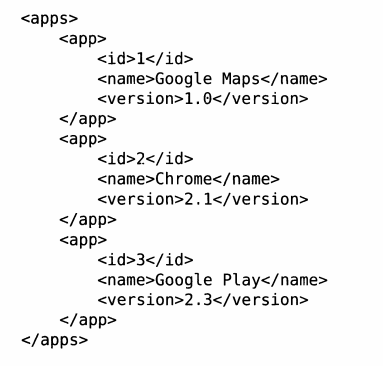 <apps>
    <app>
        <id>1</id>
        <name>Google Maps</name>
        <version>1.0</version>
    </app>
    <app>
        <id>2</id>
        <name>Chrome</name>
        <version>2.1</version>
    </app>
    <app>
        <id>3</id>
        <name>Google Play</name>
        <version>2.3</version>
    </app>
</apps>